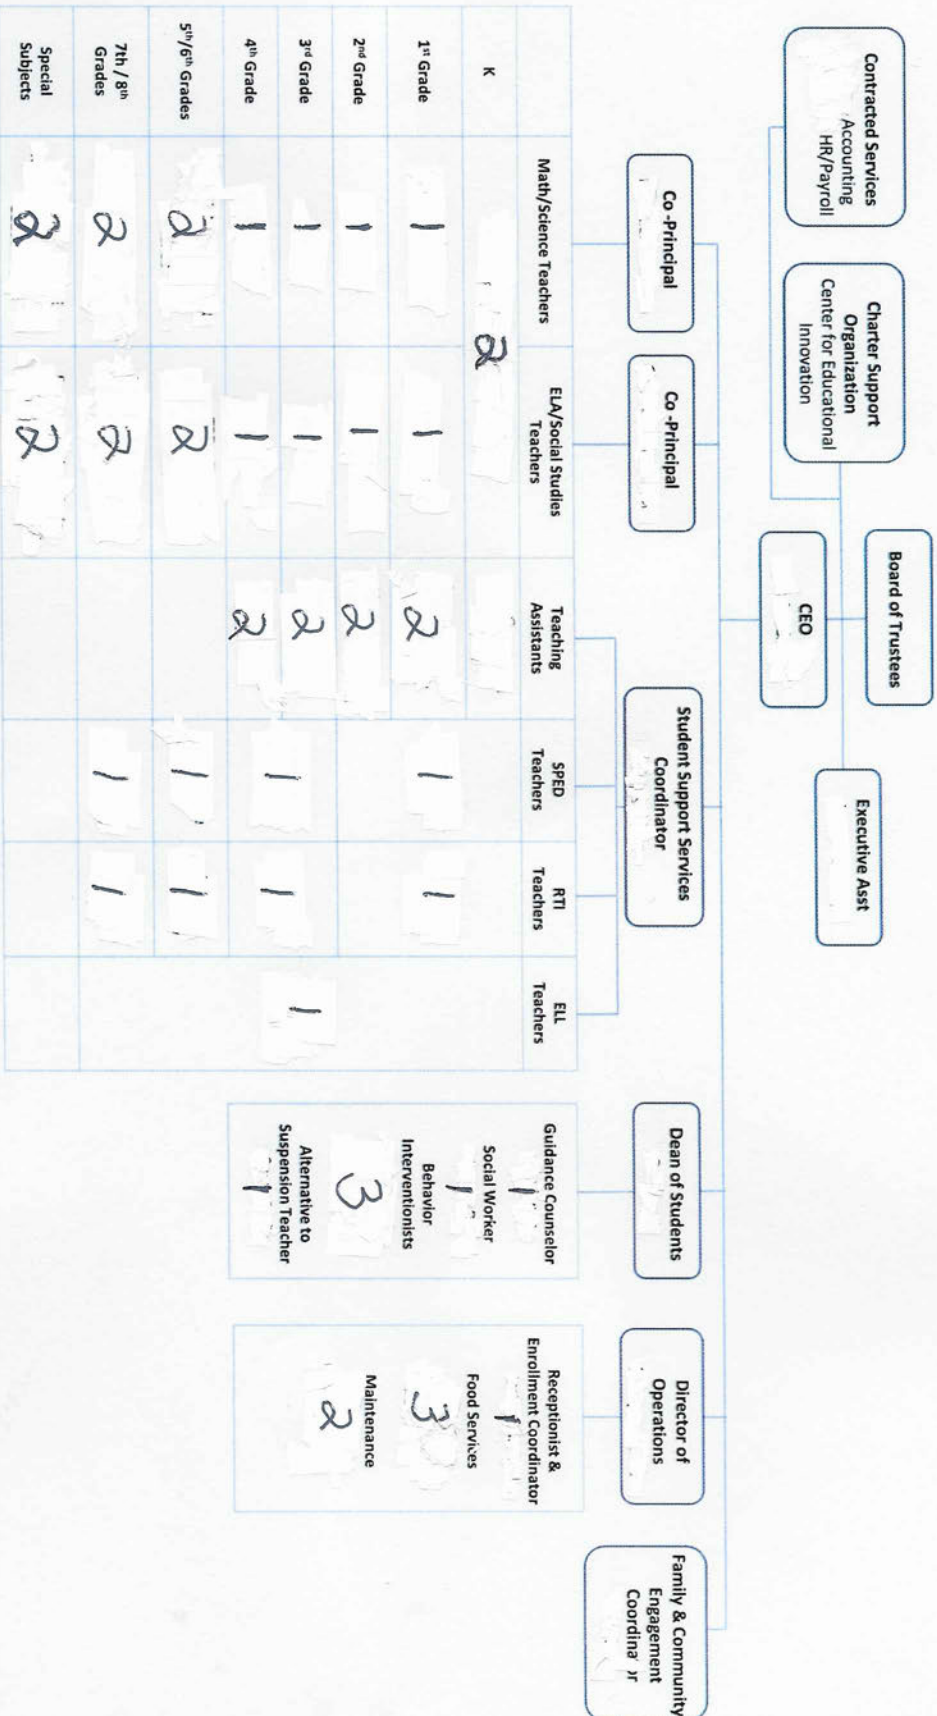 Board of Trustees
Executive Asst
Contracted Services
Accounting
HR/Payroll
Charter Support
Organization
Center for Educational
Innovation
CEO
Co -Principal
Co -Principal
Student Support Services
Coordinator
Dean of Students
Director of
Operations
Family & Community
Engagement
Math/Science Teachers
ELA/Social Studies
Teachers
Teaching
Assistants
SPED
Teachers
RTI
Teachers
ELL
Teachers
K
2
1st Grade
1
1
2
1
1
2nd Grade
1
1
2
3rd Grade
1
1
2
1
1
1
4th Grade
1
1
2
5th/6th Grades
2
2
1
1
7th / 8th
Grades
2
2
1
1
Special
Subjects
2
2
Guidance Counselor
1
Social Worker
1
Behavior
Interventionists
3
Alternative to
Suspension Teacher
1
Receptionist &
Enrollment Coordinator
1
Food Services
3
Maintenance
2